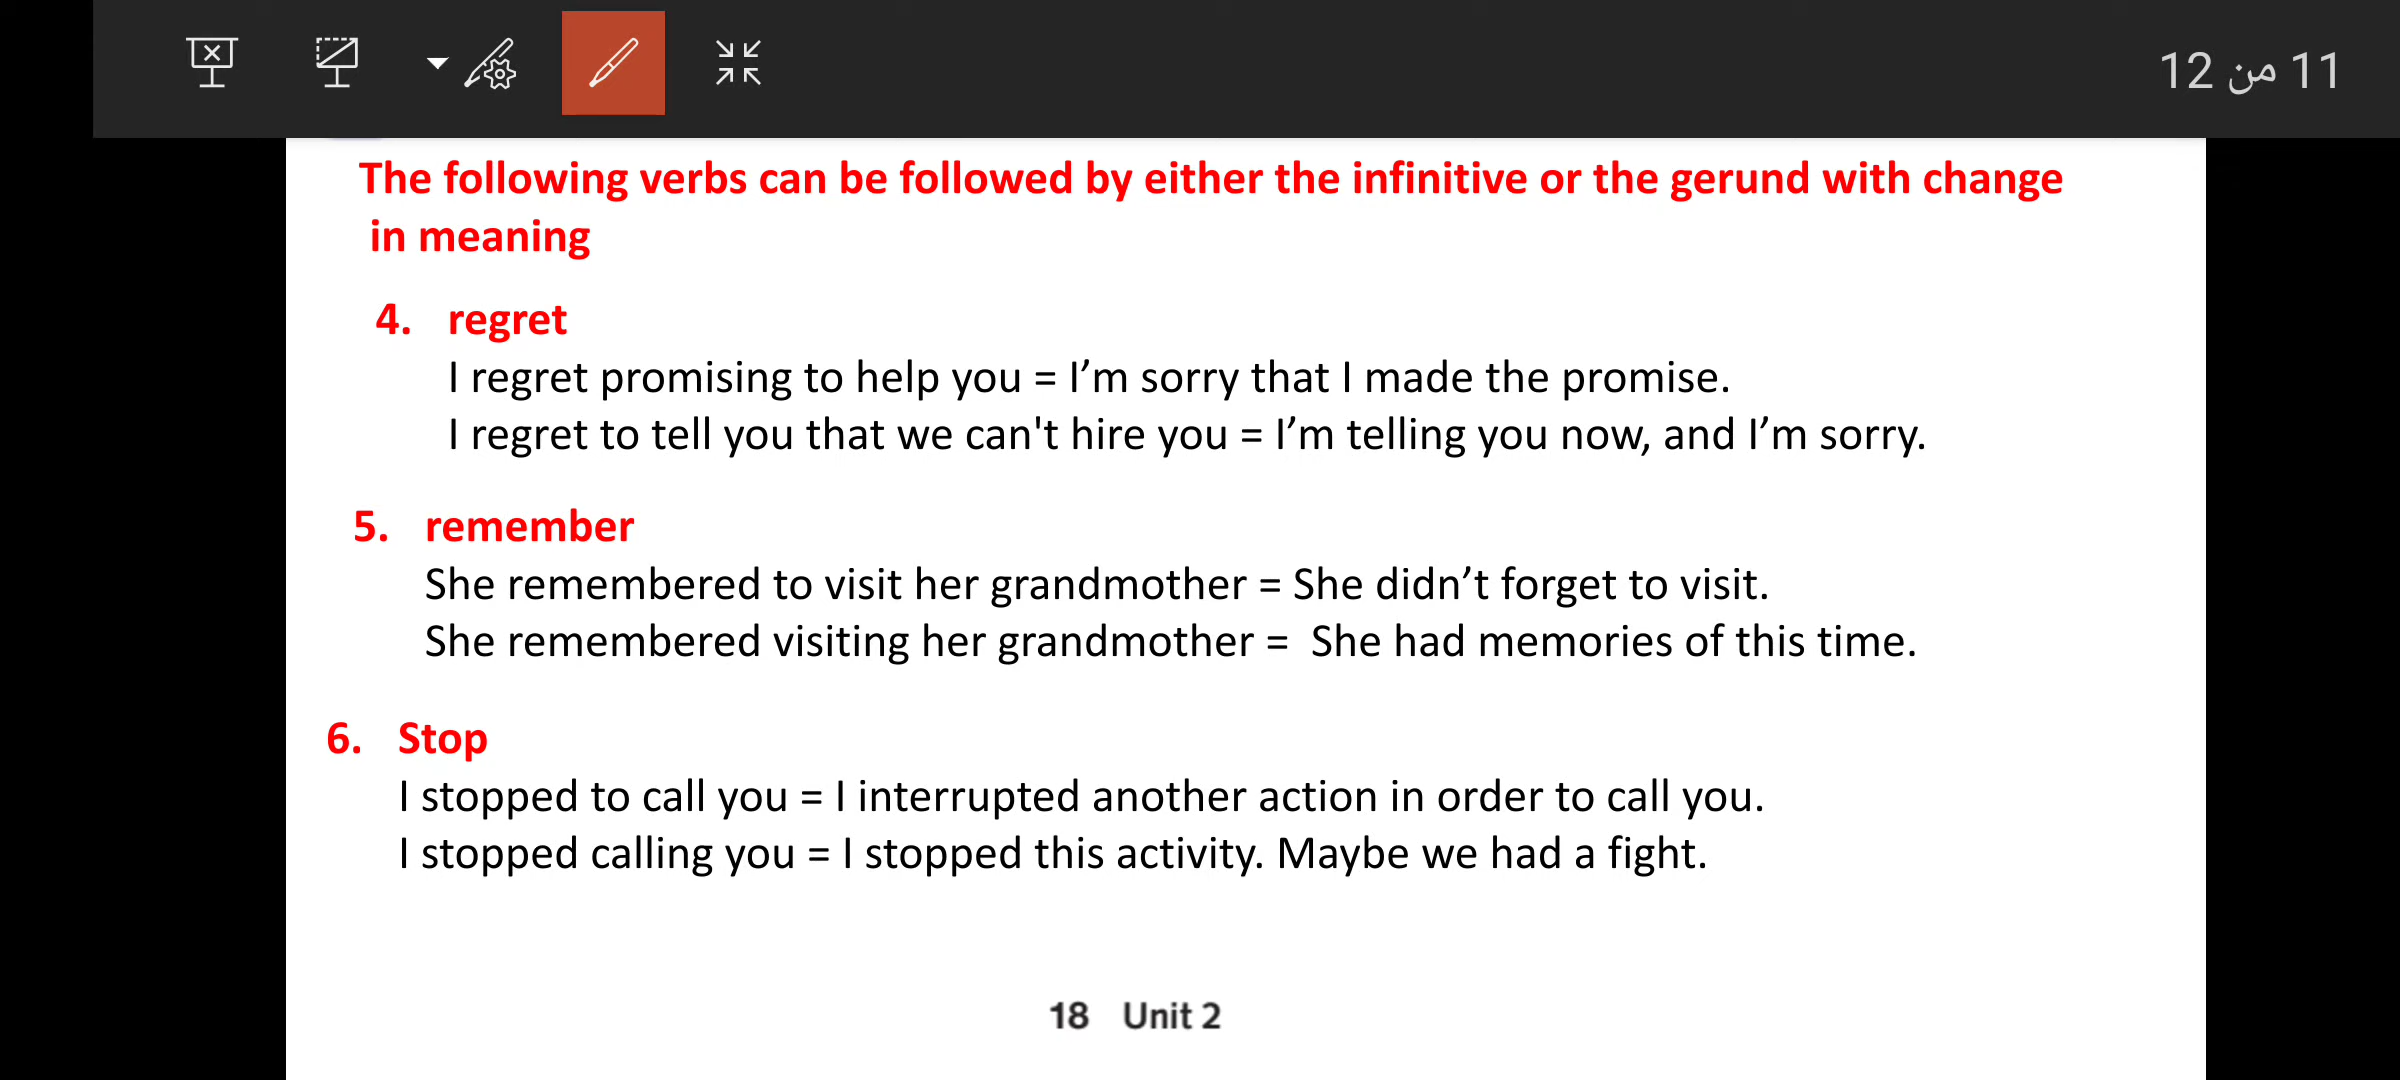 11 من 12
The following verbs can be followed by either the infinitive or the gerund with change
in meaning
4. regret
I regret promising to help you = I’m sorry that I made the promise.
I regret to tell you that we can't hire you = I’m telling you now, and I’m sorry.
5. remember
She remembered to visit her grandmother = She didn’t forget to visit.
She remembered visiting her grandmother = She had memories of this time.
6. Stop
I stopped to call you = I interrupted another action in order to call you.
I stopped calling you = I stopped this activity. Maybe we had a fight.
18 Unit 2